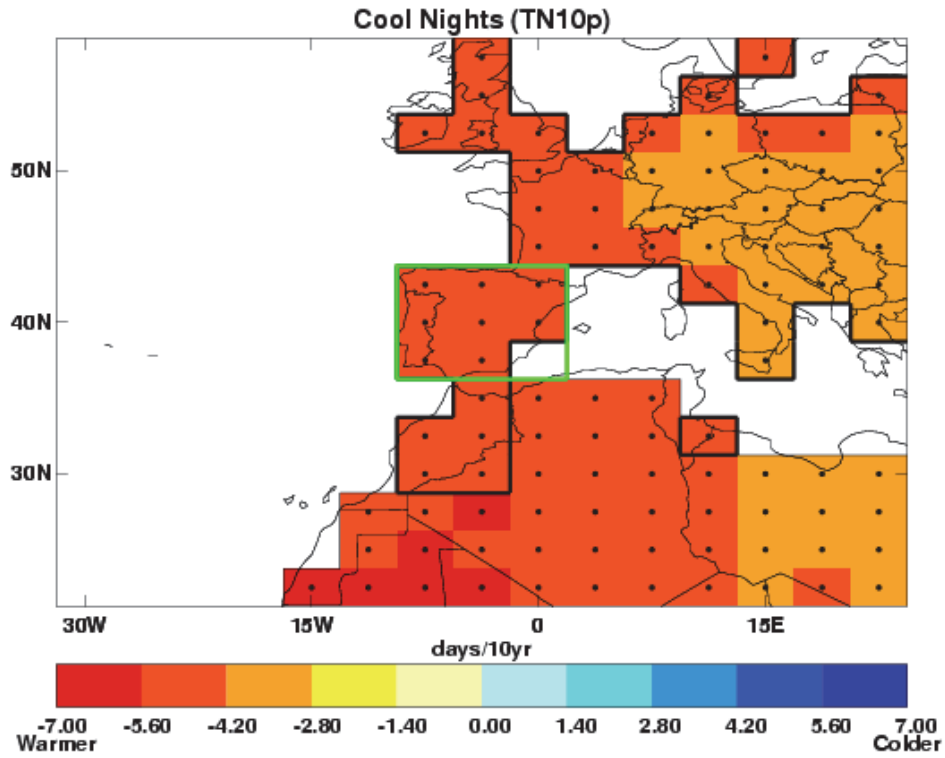 Cool Nights (TN10p)
50N
40N
30N
30W 15W 0 15E
days/10yr
-7.00 -5.60 -4.20 -2.80 -1.40 0.00 1.40 2.80 4.20 5.60 7.00
Warmer Colder